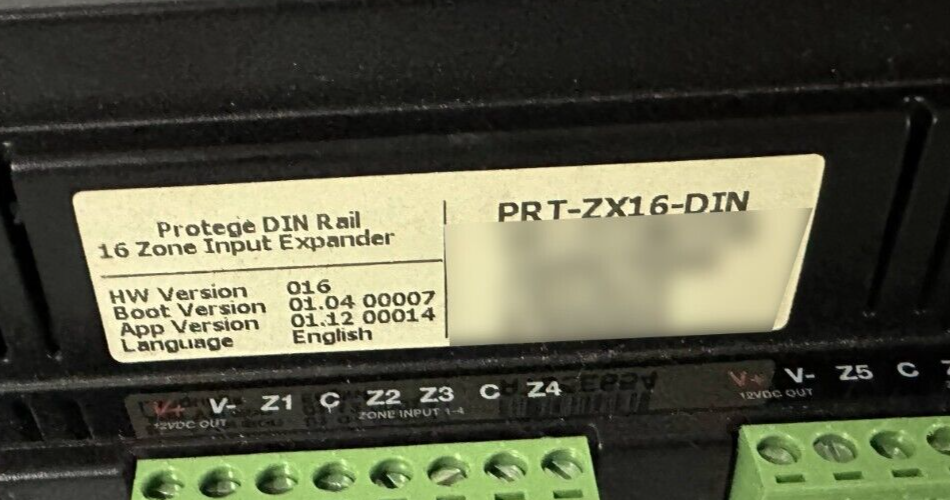 Protege DIN Rail
16 Zone Input Expander
HW Version 016
Boot Version 01.04 00007
App Version 01.12 00014
Language English
PRT-ZX16-DIN
V+ V- Z1 C Z2 Z3 C Z4
12VDC OUT ZONE INPUT 1-4
V+ V- Z5 C
12VDC OUT